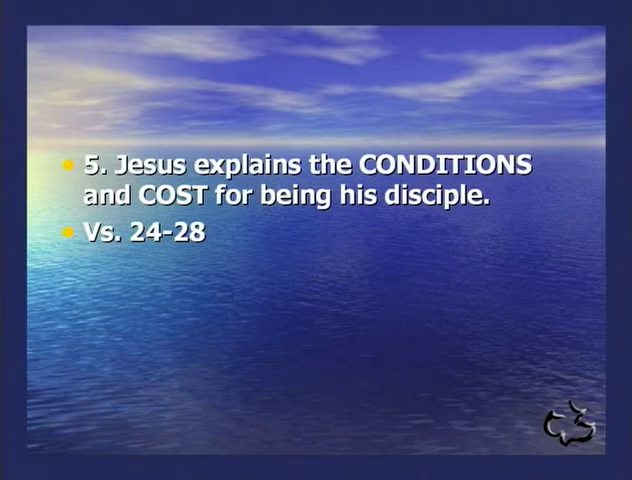 5. Jesus explains the CONDITIONS
and COST for being his disciple.
Vs. 24-28